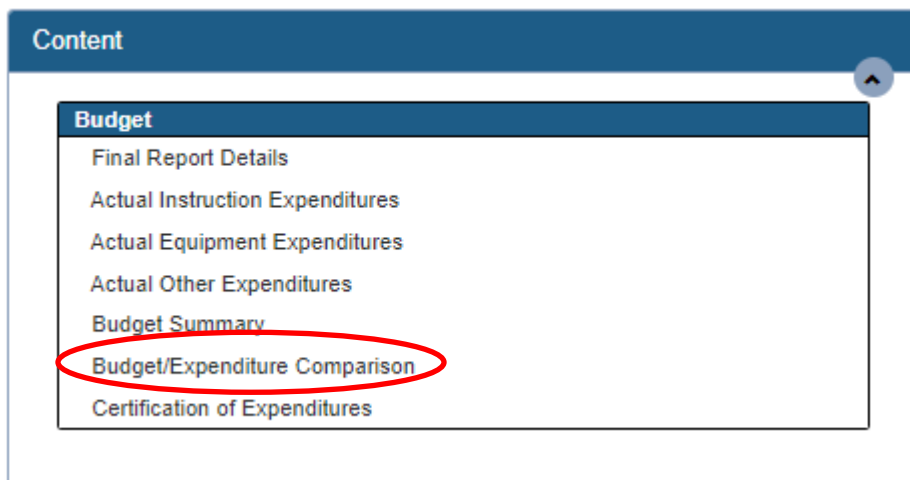 Content
Budget
Final Report Details
Actual Instruction Expenditures
Actual Equipment Expenditures
Actual Other Expenditures
Budget Summary
Budget/Expenditure Comparison
Certification of Expenditures